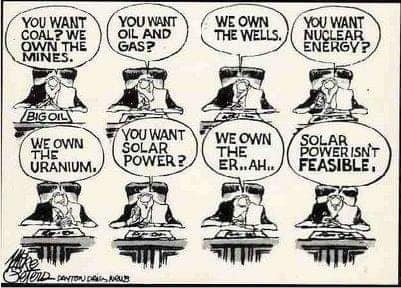 YOU WANT
COAL? WE
OWN THE
MINES.
YOU WANT
OIL AND
GAS?
WE OWN
THE WELLS.
YOU WANT
NUCLEAR
ENERGY?
BIG OIL
WE OWN
THE
URANIUM.
YOU WANT
SOLAR
POWER?
WE OWN
THE
ER..AH..
SOLAR
POWER ISN'T
FEASIBLE.
MIKE
PETERS
DAYTON DAILY NEWS